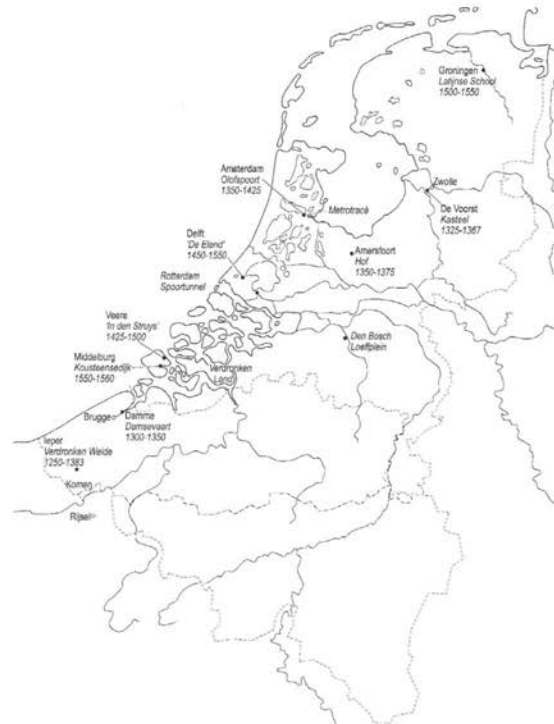 Groningen
Latijnse School
1500-1550
Amsterdam
Olofspoort
1350-1425
Zwolle
De Voorst
Kasteel
1325-1367
Metrotracé
Delft
'De Eland'
1450-1550
Amersfoort
Hof
1350-1375
Rotterdam
Spoortunnel
Veere
'In den Struys'
1425-1500
Den Bosch
Loeffplein
Middelburg
Kousteensedijk
1550-1560
Verdronken
Land
Brugge
Damme
Damsevaart
1300-1350
Ieper
Verdronken Weide
1250-1383
Komen
Rijsel